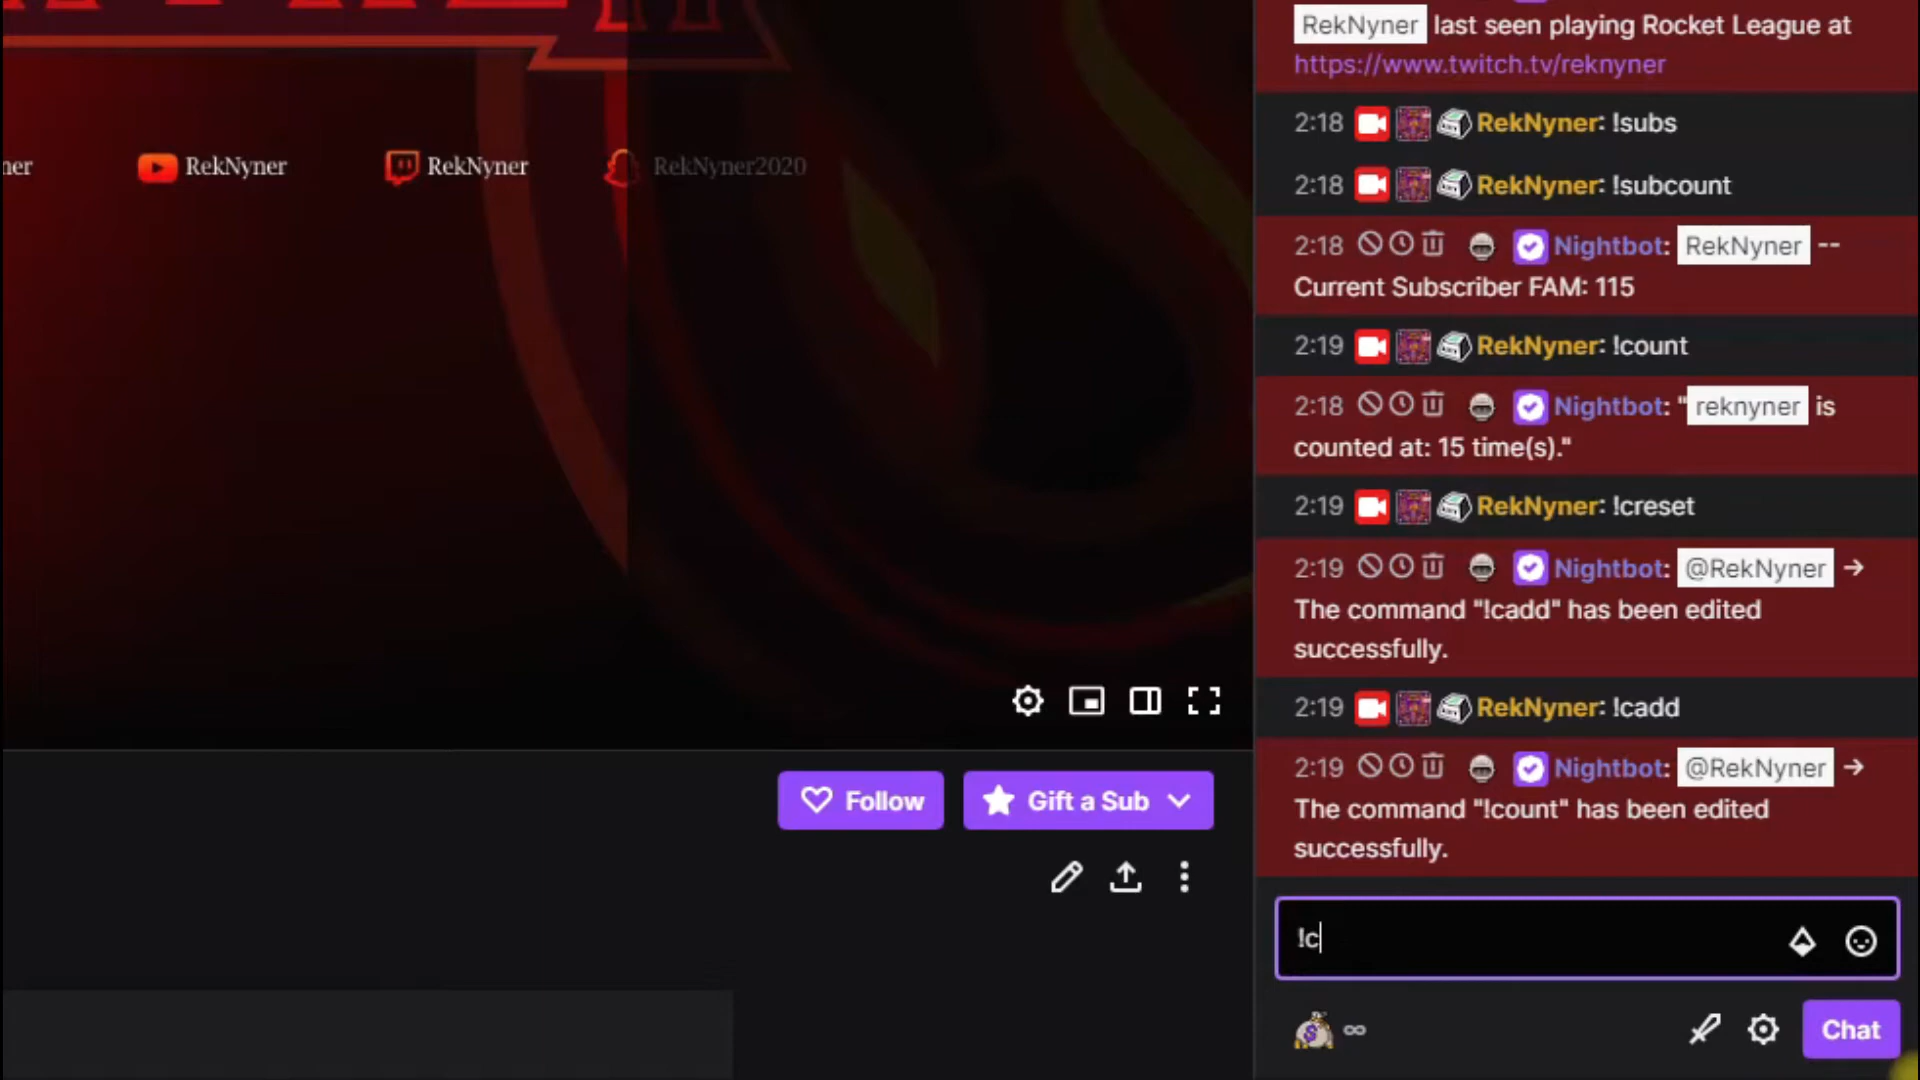 ner
RekNyner
RekNyner
RekNyner2020
Follow
Gift a Sub
RekNyner last seen playing Rocket League at
https://www.twitch.tv/reknyner
2:18 RekNyner: !subs
2:18 RekNyner: !subcount
2:18 Nightbot: RekNyner --
Current Subscriber FAM: 115
2:19 RekNyner: !count
2:18 Nightbot: "reknyner is
counted at: 15 time(s)."
2:19 RekNyner: !creset
2:19 Nightbot: @RekNyner →
The command "!cadd" has been edited
successfully.
2:19 RekNyner: !cadd
2:19 Nightbot: @RekNyner →
The command "!count" has been edited
successfully.
!c
∞
Chat